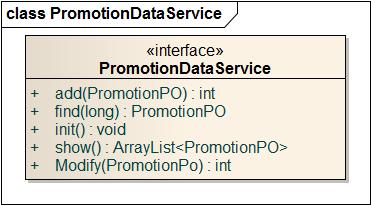 class PromotionDataService
«interface»
PromotionDataService
+ add(PromotionPO) : int
+ find(long) : PromotionPO
+ init() : void
+ show() : ArrayList<PromotionPO>
+ Modify(PromotionPo) : int